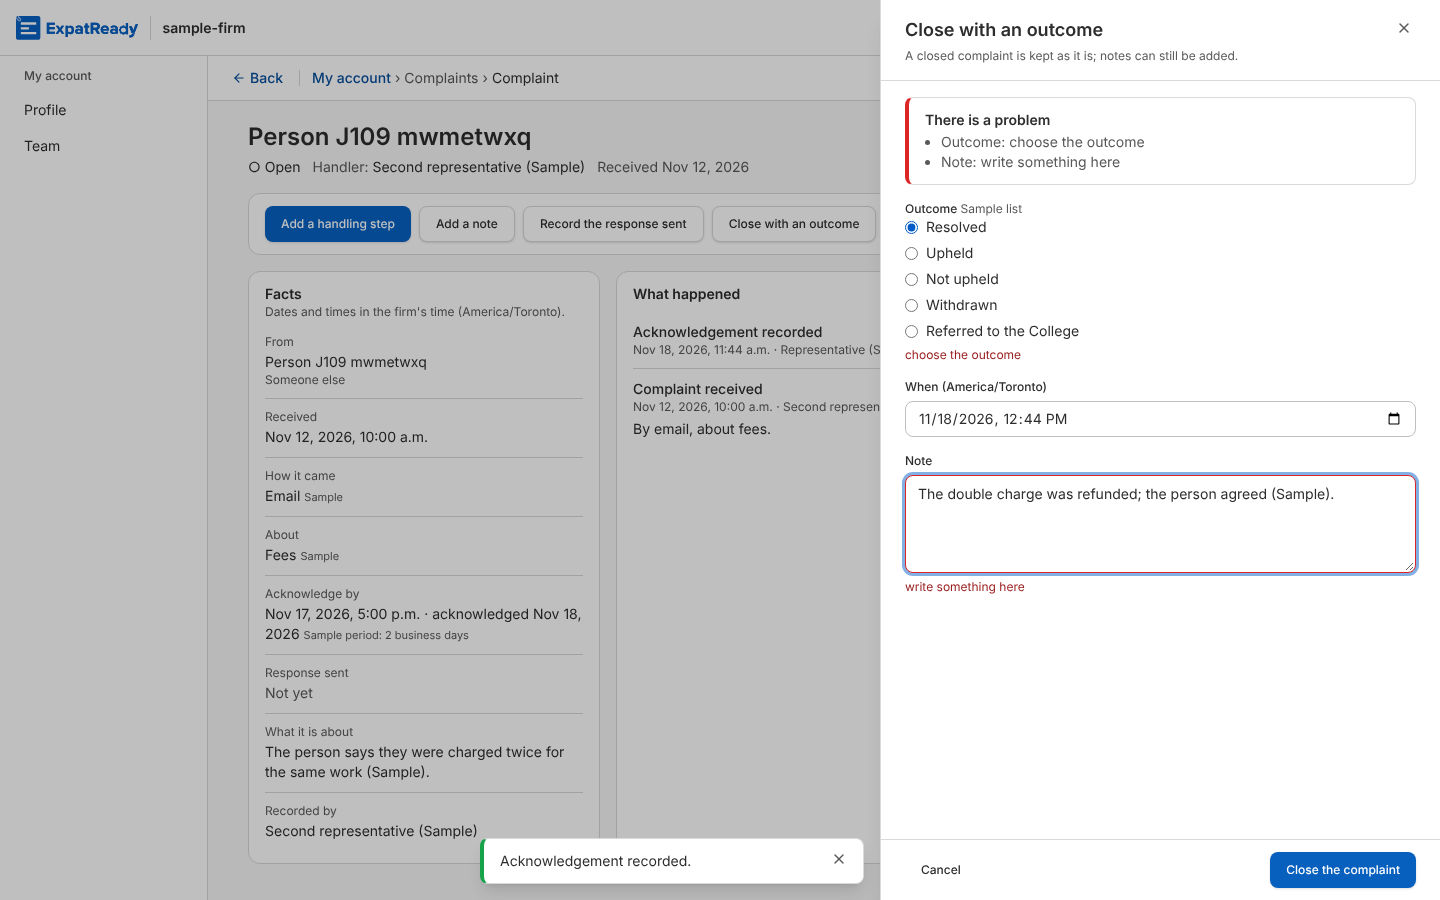 ExpatReady
sample-firm
My account
Profile
Team
← Back
My account › Complaints › Complaint
Person J109 mwmetwxq
Open Handler: Second representative (Sample) Received Nov 12, 2026
Add a handling step
Add a note
Record the response sent
Close with an outcome
Facts
Dates and times in the firm's time (America/Toronto).
From
Person J109 mwmetwxq
Someone else
Received
Nov 12, 2026, 10:00 a.m.
How it came
Email Sample
About
Fees Sample
Acknowledge by
Nov 17, 2026, 5:00 p.m. · acknowledged Nov 18,
2026 Sample period: 2 business days
Response sent
Not yet
What it is about
The person says they were charged twice for
the same work (Sample).
Recorded by
Second representative (Sample)
What happened
Acknowledgement recorded
Nov 18, 2026, 11:44 a.m. · Representative (S
Complaint received
Nov 12, 2026, 10:00 a.m. · Second represen
By email, about fees.
Acknowledgement recorded.
Close with an outcome
A closed complaint is kept as it is; notes can still be added.
There is a problem
• Outcome: choose the outcome
• Note: write something here
Outcome Sample list
Resolved
Upheld
Not upheld
Withdrawn
Referred to the College
choose the outcome
When (America/Toronto)
11/18/2026, 12:44 PM
Note
The double charge was refunded; the person agreed (Sample).
write something here
Cancel
Close the complaint